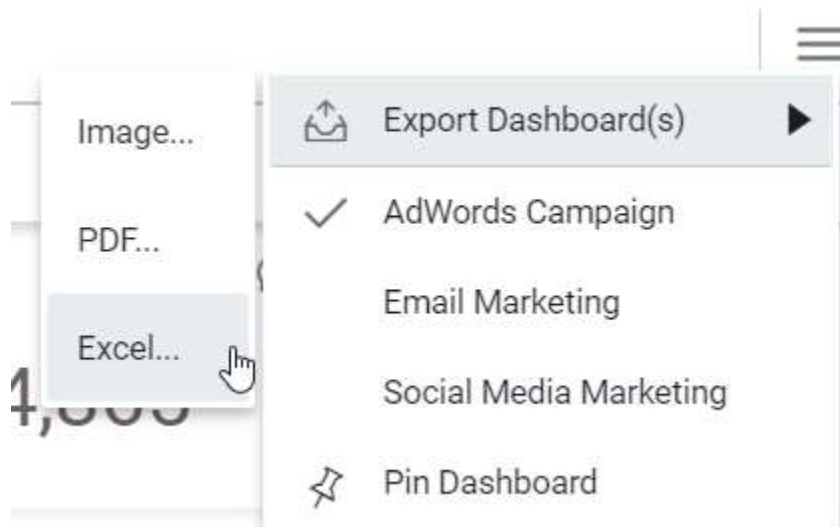 Image...
PDF...
Excel...
Export Dashboard(s)
AdWords Campaign
Email Marketing
Social Media Marketing
Pin Dashboard